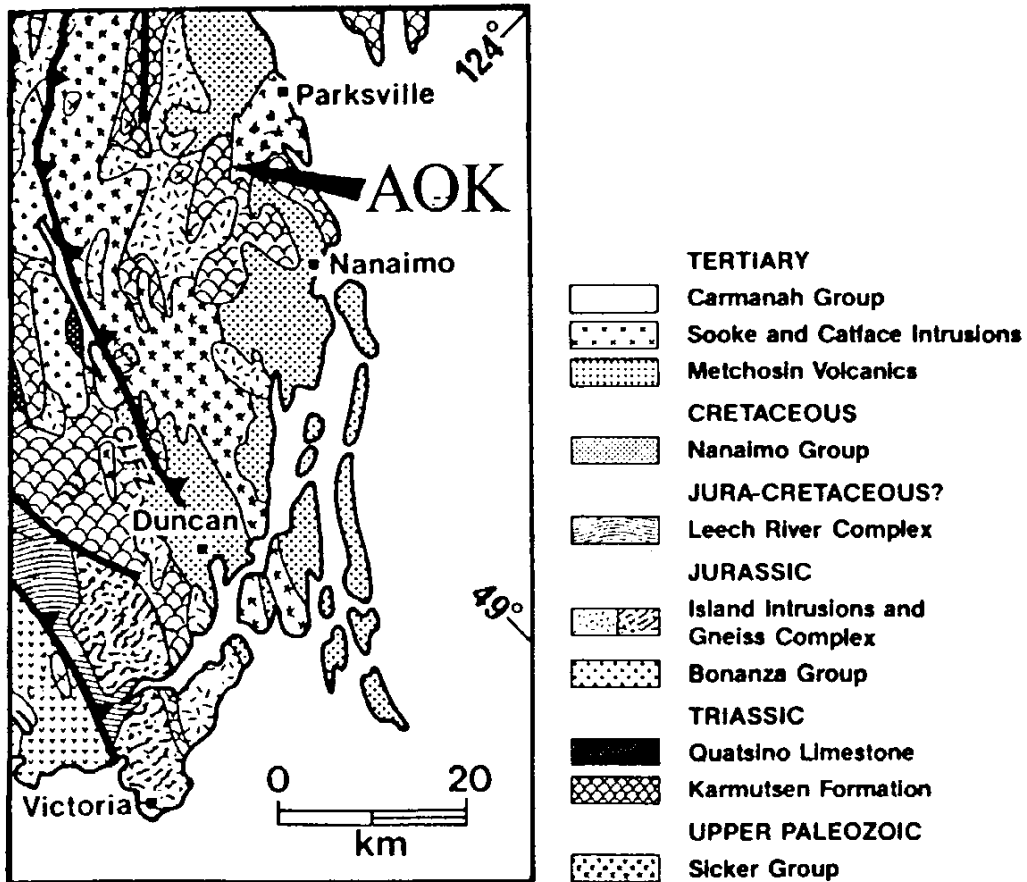 124°
Parksville
AOK
Nanaimo
CLFZ
Duncan
49°
Victoria
0 20
km
TERTIARY
Carmanah Group
Sooke and Catface Intrusions
Metchosin Volcanics
CRETACEOUS
Nanaimo Group
JURA-CRETACEOUS?
Leech River Complex
JURASSIC
Island Intrusions and
Gneiss Complex
Bonanza Group
TRIASSIC
Quatsino Limestone
Karmutsen Formation
UPPER PALEOZOIC
Sicker Group